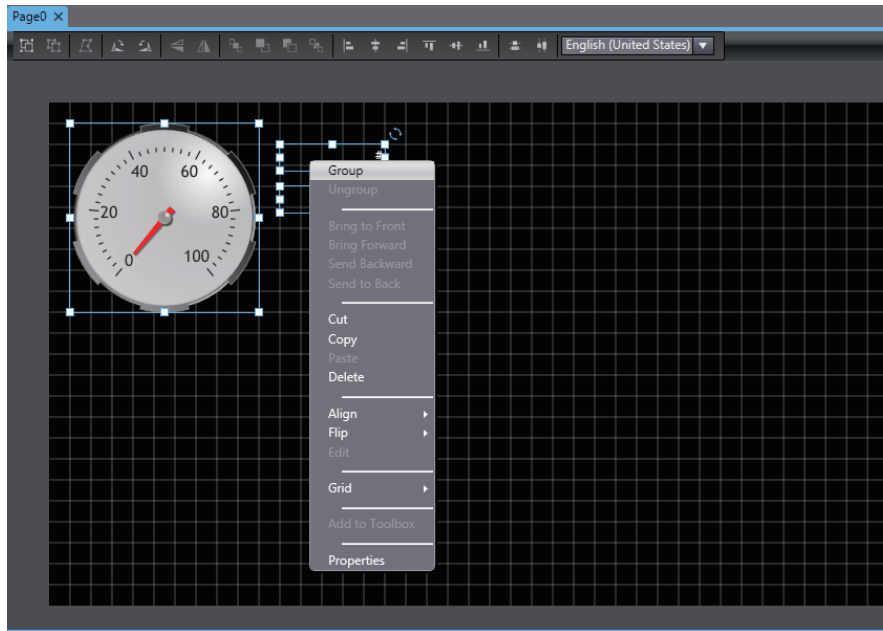 Page0
English (United States)
40 60
20 80
0 100
Group
Ungroup
Bring to Front
Bring Forward
Send Backward
Send to Back
Cut
Copy
Paste
Delete
Align
Flip
Edit
Grid
Add to Toolbox
Properties